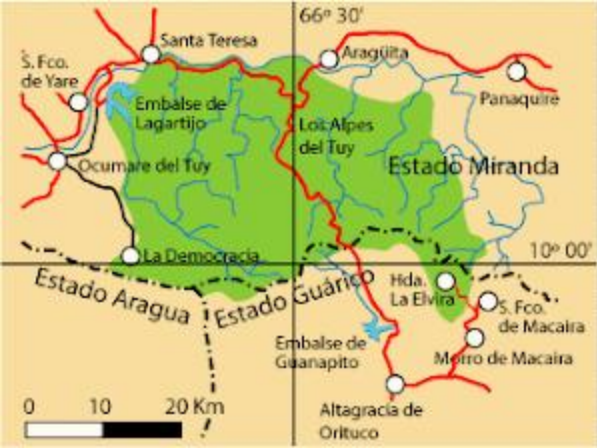 66º 30'
Santa Teresa
Aragüita
S. Fco.
de Yare
Panaquire
Embalse de
Lagartijo
Los Alpes
del Tuy
Estado Miranda
Ocumare del Tuy
La Democracia
10º 00'
Estado Aragua
Estado Guárico
Hda.
La Elvira
S. Fco.
de Macaira
Embalse de
Guanapito
Morro de Macaira
0 10 20 Km
Altagracia de
Orituco